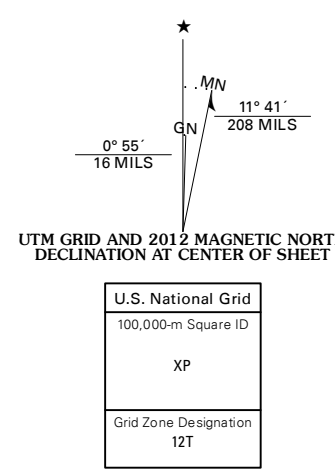 ★
MN
GN
11° 41´
208 MILS
0° 55´
16 MILS
UTM GRID AND 2012 MAGNETIC NORT
DECLINATION AT CENTER OF SHEET
U.S. National Grid
100,000-m Square ID
XP
Grid Zone Designation
12T